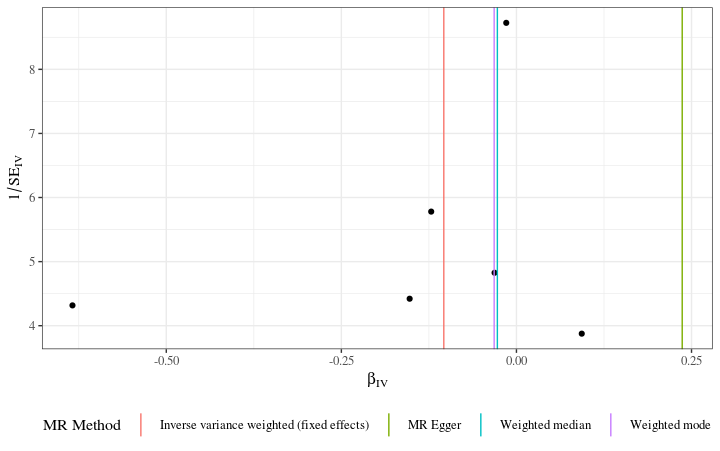 1/SE_IV
8
7
6
5
4
-0.50 -0.25 0.00 0.25
β_IV
MR Method Inverse variance weighted (fixed effects) MR Egger Weighted median Weighted mode